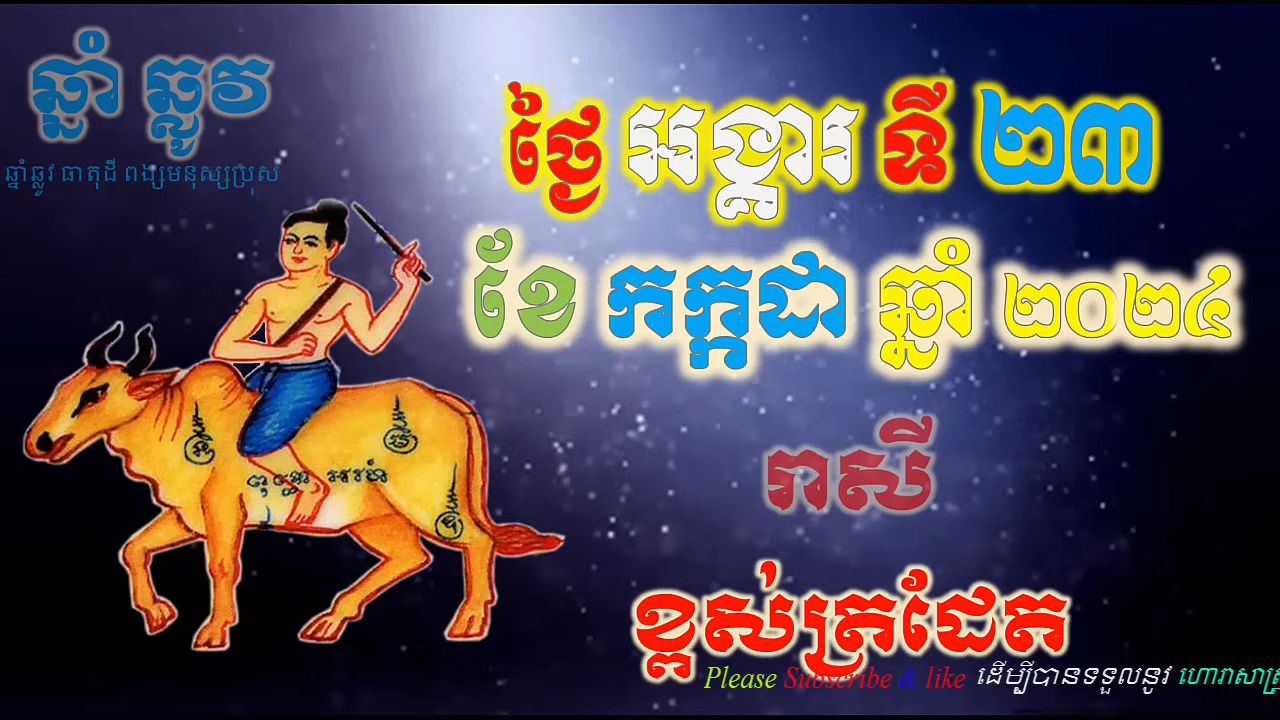 ឆ្នាំ ឆ្លូវ
ឆ្នាំឆ្លូវ ធាតុដី ពង្សមនុស្សប្រុស
ថ្ងៃ អង្គារ ទី ២៣
ខែ កក្កដា ឆ្នាំ ២០២៤
រាសី
ខ្ពស់ត្រដែត
Please Subscribe & like ដើម្បីបានទទួលនូវ ហោរាសាស្រ